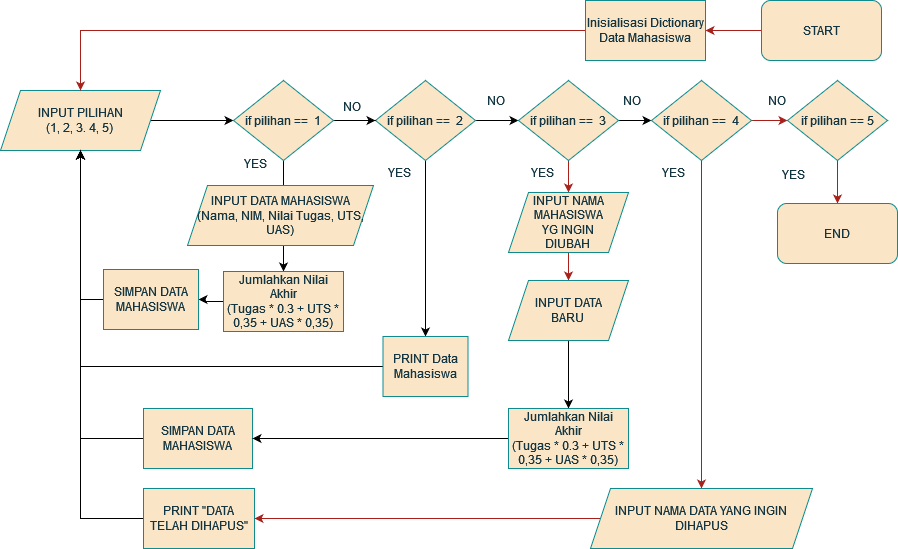 Inisialisasi Dictionary
Data Mahasiswa
START
INPUT PILIHAN
(1, 2, 3. 4, 5)
if pilihan == 1
NO
if pilihan == 2
NO
if pilihan == 3
NO
if pilihan == 4
NO
if pilihan == 5
YES
YES
YES
YES
YES
INPUT DATA MAHASISWA
(Nama, NIM, Nilai Tugas, UTS,
UAS)
INPUT NAMA
MAHASISWA
YG INGIN
DIUBAH
END
SIMPAN DATA
MAHASISWA
Jumlahkan Nilai
Akhir
(Tugas * 0.3 + UTS *
0,35 + UAS * 0,35)
INPUT DATA
BARU
PRINT Data
Mahasiswa
SIMPAN DATA
MAHASISWA
Jumlahkan Nilai
Akhir
(Tugas * 0.3 + UTS *
0,35 + UAS * 0,35)
PRINT "DATA
TELAH DIHAPUS"
INPUT NAMA DATA YANG INGIN
DIHAPUS